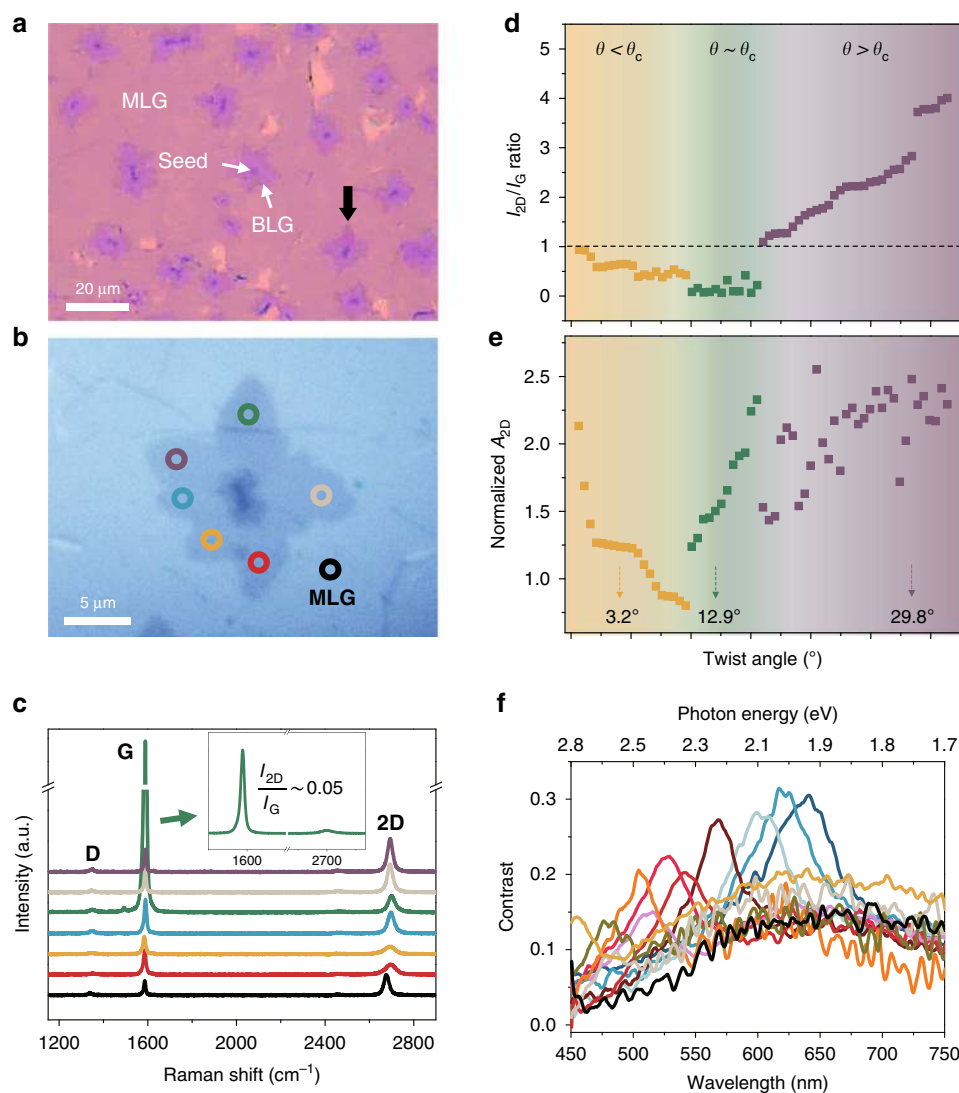 a
MLG
Seed
BLG
20 μm
b
MLG
5 μm
c
G
I2D
IG
~ 0.05
1600
2700
D
2D
Intensity (a.u.)
1200
1600
2000
2400
2800
Raman shift (cm–1)
d
θ < θc
θ ~ θc
θ > θc
5
4
3
2
1
0
I2D/IG ratio
e
2.5
2.0
1.5
1.0
Normalized A2D
3.2°
12.9°
29.8°
Twist angle (°)
f
Photon energy (eV)
2.8
2.5
2.3
2.2
2.1
1.9
1.8
1.7
0.3
0.2
0.1
0.0
Contrast
450
500
550
600
650
700
750
Wavelength (nm)